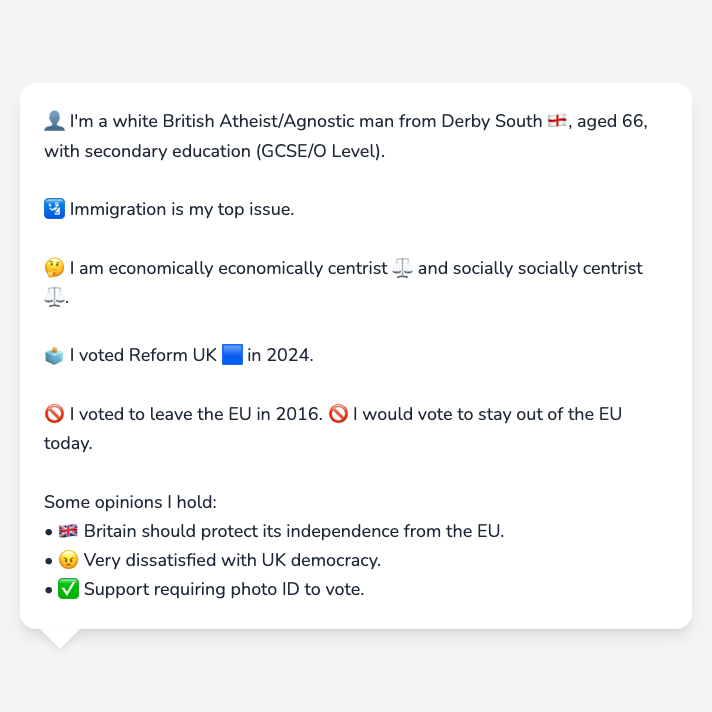 👤 I'm a white British Atheist/Agnostic man from Derby South 🏴󠁧󠁢󠁥󠁮󠁧󠁿, aged 66,
with secondary education (GCSE/O Level).
🛂 Immigration is my top issue.
🤔 I am economically economically centrist ⚖️ and socially socially centrist
⚖️.
🗳️ I voted Reform UK 🟦 in 2024.
🚫 I voted to leave the EU in 2016. 🚫 I would vote to stay out of the EU
today.
Some opinions I hold:
• 🇬🇧 Britain should protect its independence from the EU.
• 😠 Very dissatisfied with UK democracy.
• ✅ Support requiring photo ID to vote.